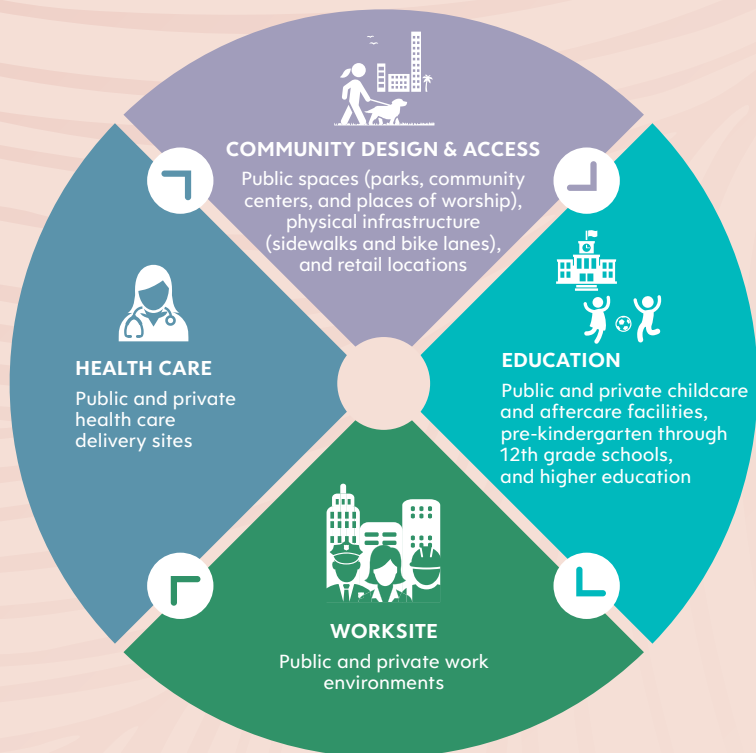 COMMUNITY DESIGN & ACCESS
Public spaces (parks, community
centers, and places of worship),
physical infrastructure
(sidewalks and bike lanes),
and retail locations
EDUCATION
Public and private childcare
and aftercare facilities,
pre-kindergarten through
12th grade schools,
and higher education
WORKSITE
Public and private work
environments
HEALTH CARE
Public and private
health care
delivery sites